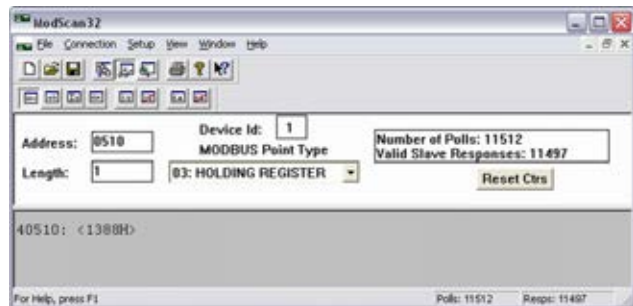 ModScan32
File Connection Setup View Window Help
Address: 0510
Device Id: 1
MODBUS Point Type
Length: 1
03: HOLDING REGISTER
Number of Polls: 11512
Valid Slave Responses: 11497
Reset Ctrs
40510: <1388H>
For Help, press F1
Polls: 11512
Resps: 11497